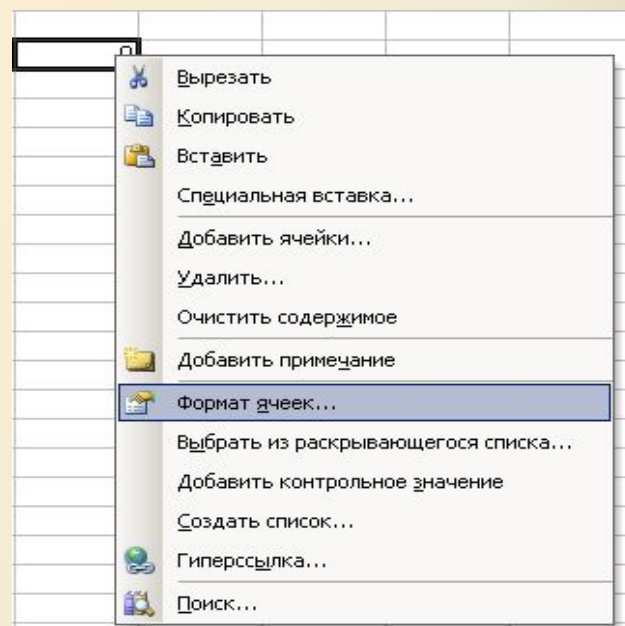 0
Вырезать
Копировать
Вставить
Специальная вставка...
Добавить ячейки...
Удалить...
Очистить содержимое
Добавить примечание
Формат ячеек...
Выбрать из раскрывающегося списка...
Добавить контрольное значение
Создать список...
Гиперссылка...
Поиск...